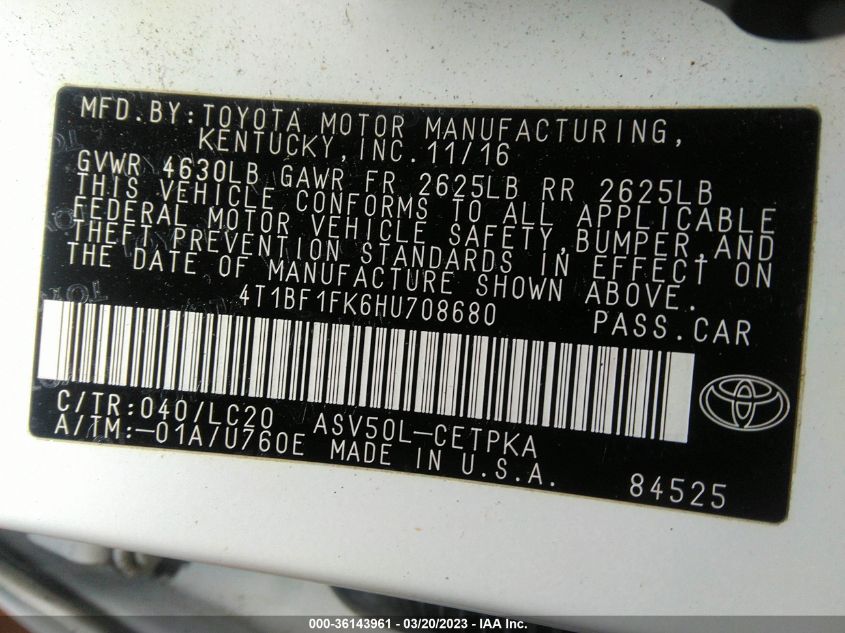 MFD.BY:TOYOTA MOTOR MANUFACTURING,
KENTUCKY,INC.11/16
GVWR 4630LB GAWR FR 2625LB RR 2625LB
THIS VEHICLE CONFORMS TO ALL APPLICABLE
FEDERAL MOTOR VEHICLE SAFETY,BUMPER,AND
THEFT PREVENTION STANDARDS IN EFFECT ON
THE DATE OF MANUFACTURE SHOWN ABOVE.
4T1BF1FK6HU708680 PASS.CAR
C/TR:040/LC20 ASV50L-CETPKA
A/TM:-01A/U760E MADE IN U.S.A.
84525
000-36143961 - 03/20/2023 - IAA Inc.